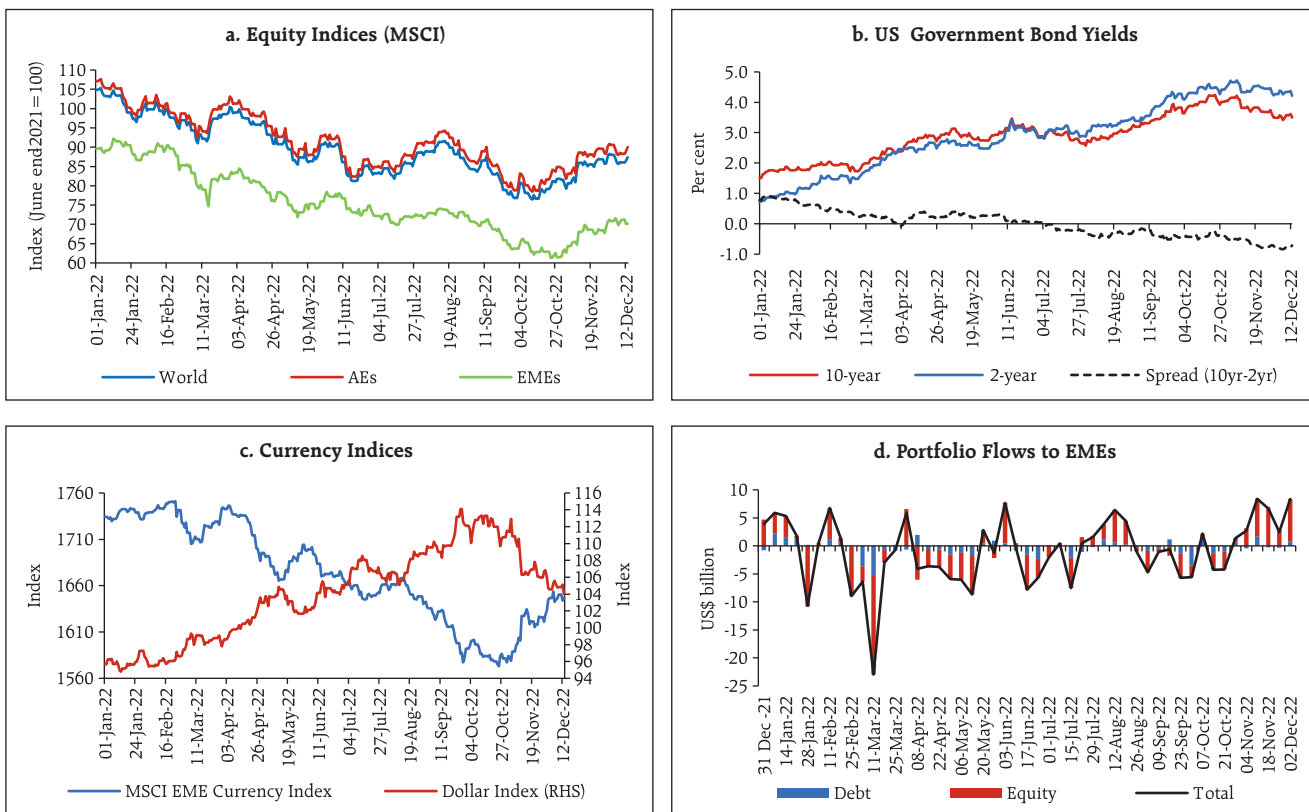 a. Equity Indices (MSCI)
Index (June end2021=100)
110
105
100
95
90
85
80
75
70
65
60
01-Jan-22
24-Jan-22
16-Feb-22
11-Mar-22
03-Apr-22
26-Apr-22
19-May-22
11-Jun-22
04-Jul-22
27-Jul-22
19-Aug-22
11-Sep-22
04-Oct-22
27-Oct-22
19-Nov-22
12-Dec-22
World AEs EMEs
b. US Government Bond Yields
Per cent
5.0
4.0
3.0
2.0
1.0
0.0
-1.0
01-Jan-22
24-Jan-22
16-Feb-22
11-Mar-22
03-Apr-22
26-Apr-22
19-May-22
11-Jun-22
04-Jul-22
27-Jul-22
19-Aug-22
11-Sep-22
04-Oct-22
27-Oct-22
19-Nov-22
12-Dec-22
10-year 2-year Spread (10yr-2yr)
c. Currency Indices
Index
1760
1710
1660
1610
1560
116
114
112
110
108
106
104
102
100
98
96
94
Index
01-Jan-22
24-Jan-22
16-Feb-22
11-Mar-22
03-Apr-22
26-Apr-22
19-May-22
11-Jun-22
04-Jul-22
27-Jul-22
19-Aug-22
11-Sep-22
04-Oct-22
27-Oct-22
19-Nov-22
12-Dec-22
MSCI EME Currency Index Dollar Index (RHS)
d. Portfolio Flows to EMEs
US$ billion
10
5
0
-5
-10
-15
-20
-25
31 Dec -21
14-Jan-22
28-Jan-22
11-Feb-22
25-Feb-22
11-Mar-22
25-Mar-22
08-Apr-22
22-Apr-22
06-May-22
20-May-22
03-Jun-22
17-Jun-22
01-Jul-22
15-Jul-22
29-Jul-22
12-Aug-22
26-Aug-22
09-Sep-22
23-Sep-22
07-Oct-22
21-Oct-22
04-Nov-22
18-Nov-22
02-Dec-22
Debt Equity Total